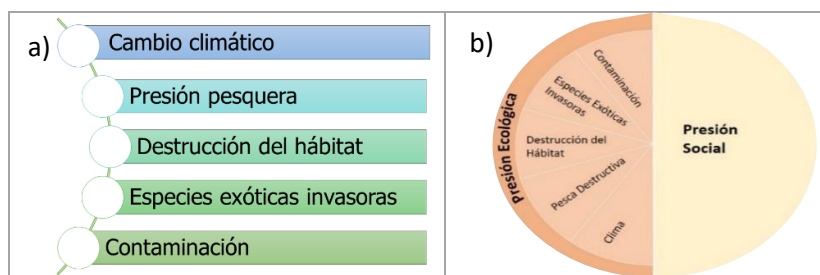 a)
Cambio climático
Presión pesquera
Destrucción del hábitat
Especies exóticas invasoras
Contaminación
b)
Presión Ecológica
Contaminación
Especies Exóticas
Invasoras
Destrucción del
Hábitat
Pesca Destructiva
Clima
Presión
Social